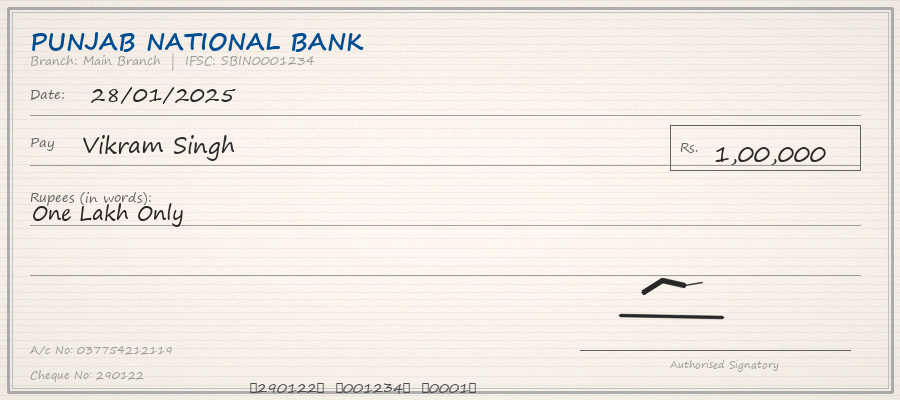 PUNJAB NATIONAL BANK
Branch: Main Branch | IFSC: SBIN0001234
Date: 28/01/2025
Pay Vikram Singh Rs. 1,00,000
Rupees (in words):
One Lakh Only
A/c No: 037754212119
Authorised Signatory
Cheque No: 290122
⑆290122⑆ ⑆001234⑆ ⑆0001⑆